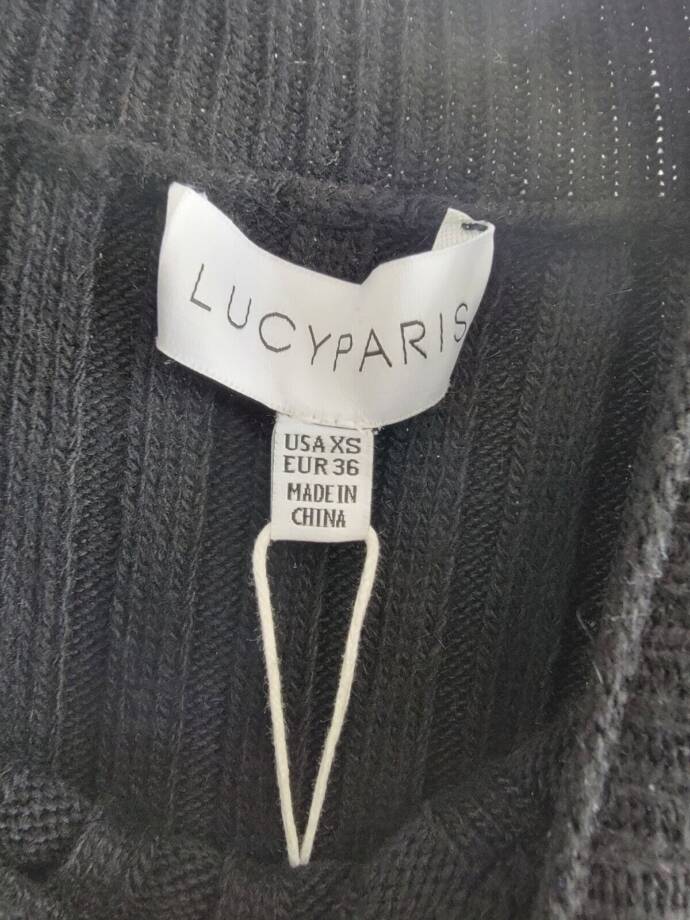 LUCYPARIS
USA XS
EUR 36
MADE IN
CHINA